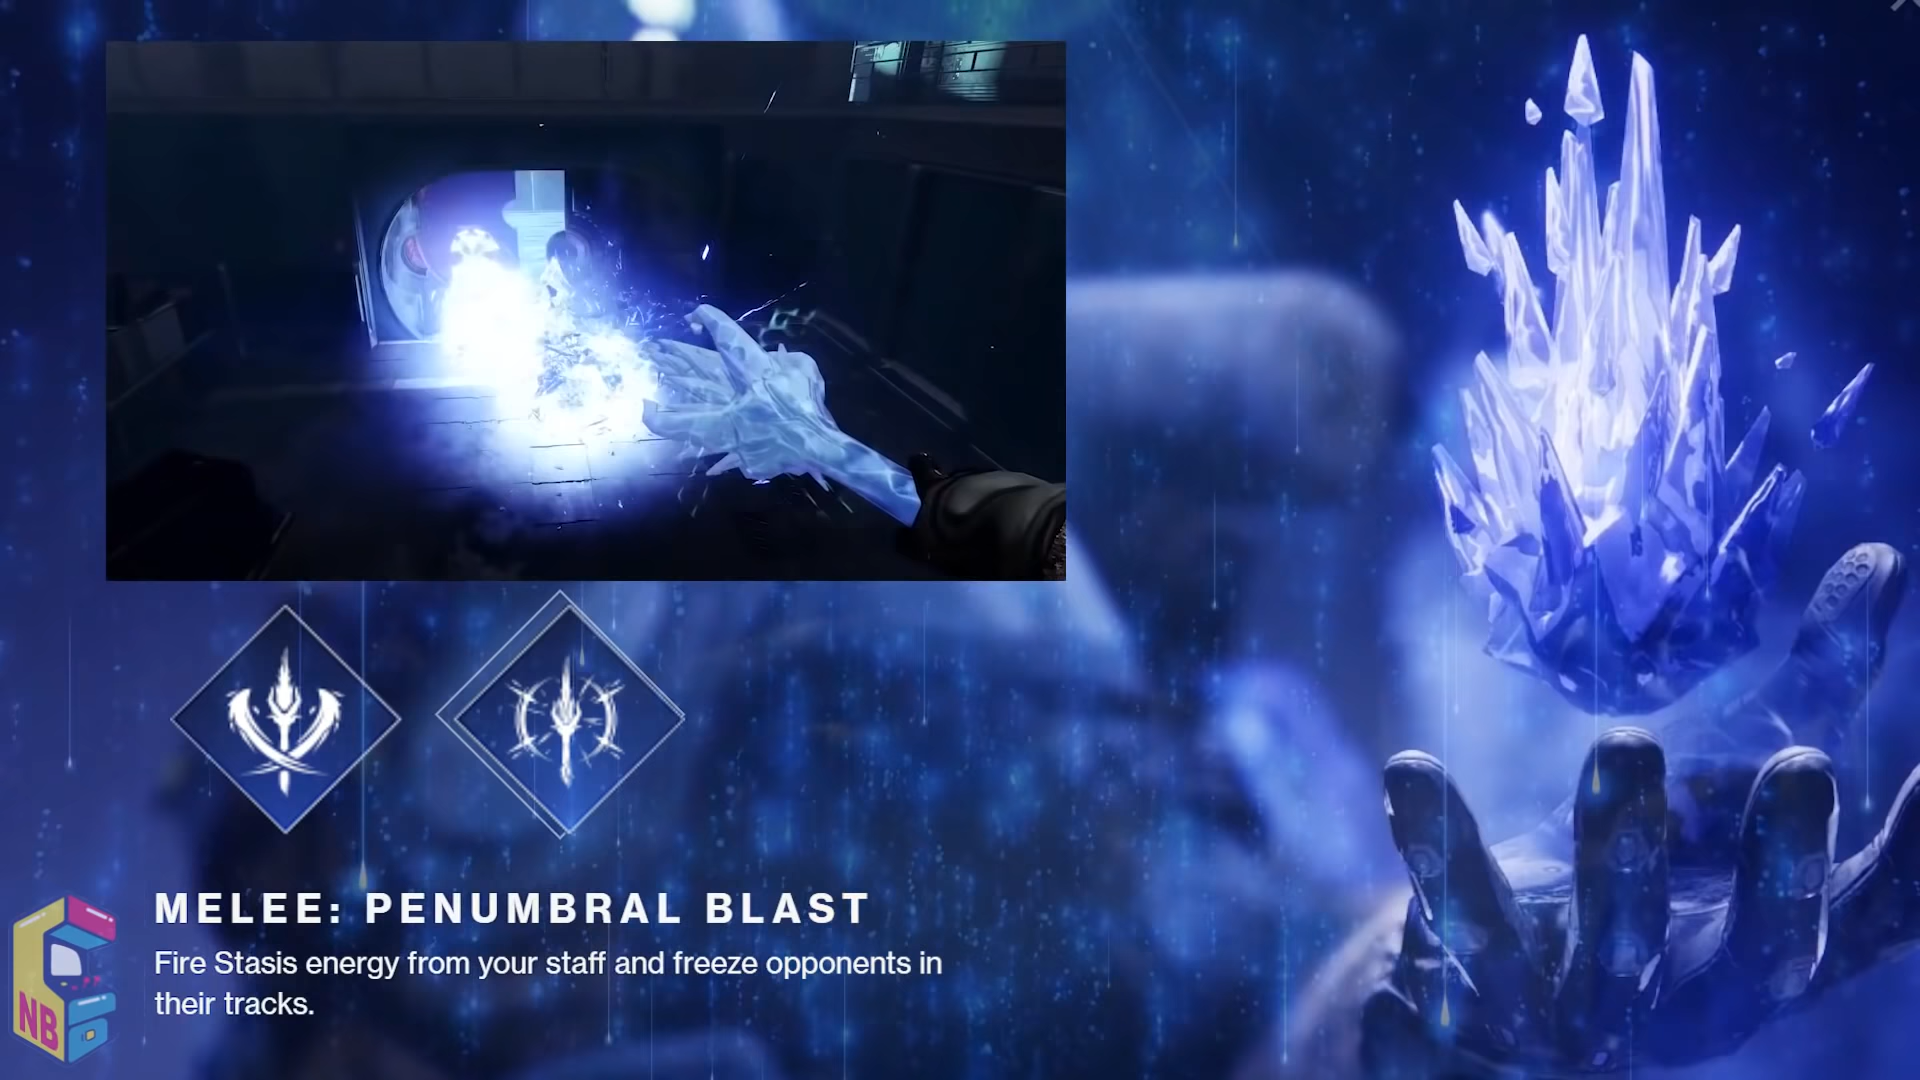 MELEE: PENUMBRAL BLAST
Fire Stasis energy from your staff and freeze opponents in
their tracks.
NB